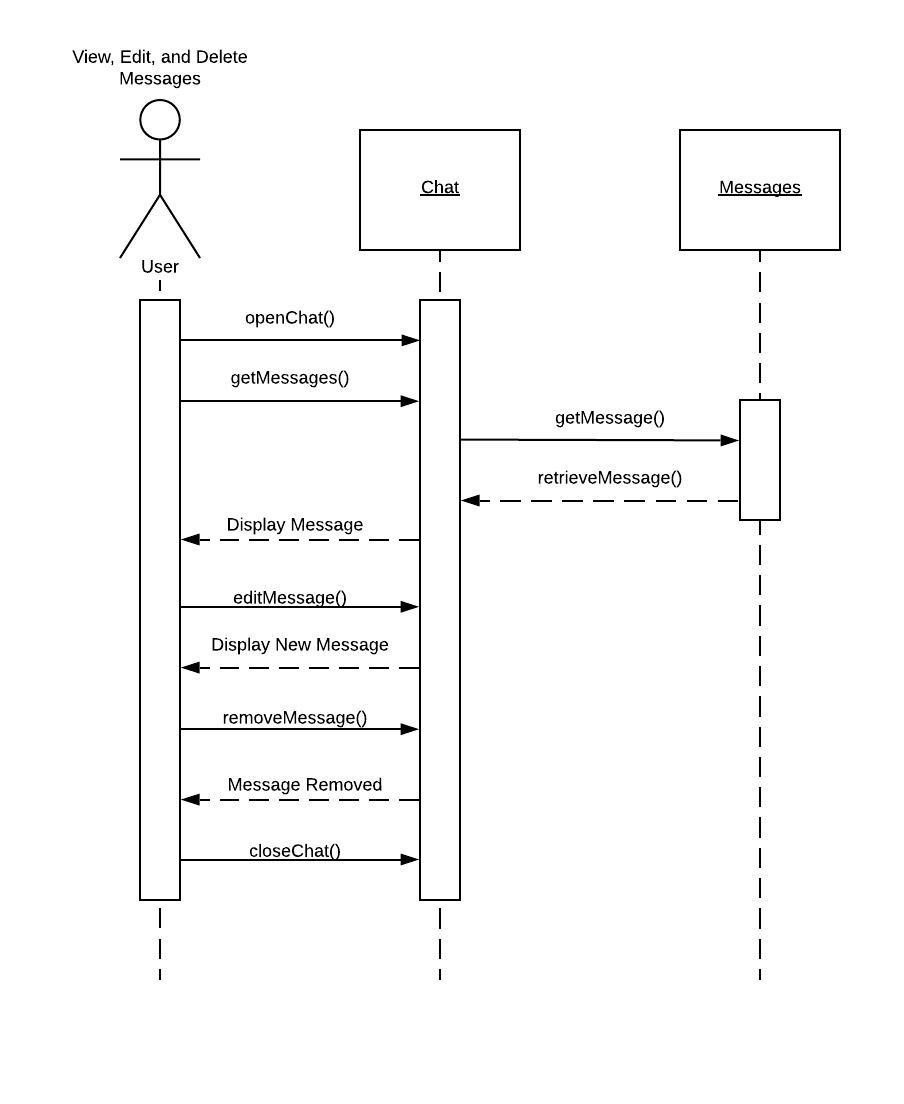 View, Edit, and Delete
Messages
Chat
Messages
User
openChat()
getMessages()
getMessage()
retrieveMessage()
Display Message
editMessage()
Display New Message
removeMessage()
Message Removed
closeChat()